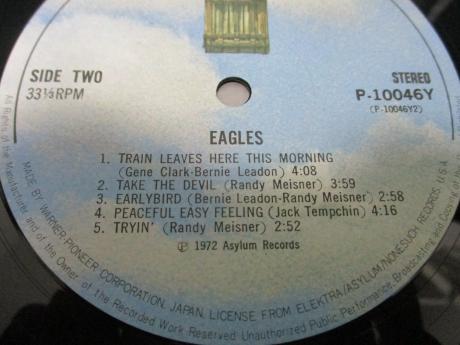 SIDE TWO
33⅓RPM
STEREO
P-10046Y
(P-10046Y2)
EAGLES
1. TRAIN LEAVES HERE THIS MORNING
(Gene Clark-Bernie Leadon) 4:08
2. TAKE THE DEVIL (Randy Meisner) 3:59
3. EARLYBIRD (Bernie Leadon-Randy Meisner) 2:58
4. PEACEFUL EASY FEELING (Jack Tempchin) 4:16
5. TRYIN' (Randy Meisner) 2:52
Ⓟ 1972 Asylum Records
MADE BY WARNER-PIONEER CORPORATION, JAPAN. LICENSE FROM ELEKTRA/ASYLUM/NONESUCH RECORDS, U.S.A.
All Rights of the Manufacturer and of the Owner of the Recorded Work Reserved Unauthorized Public Performance, Broadcasting and